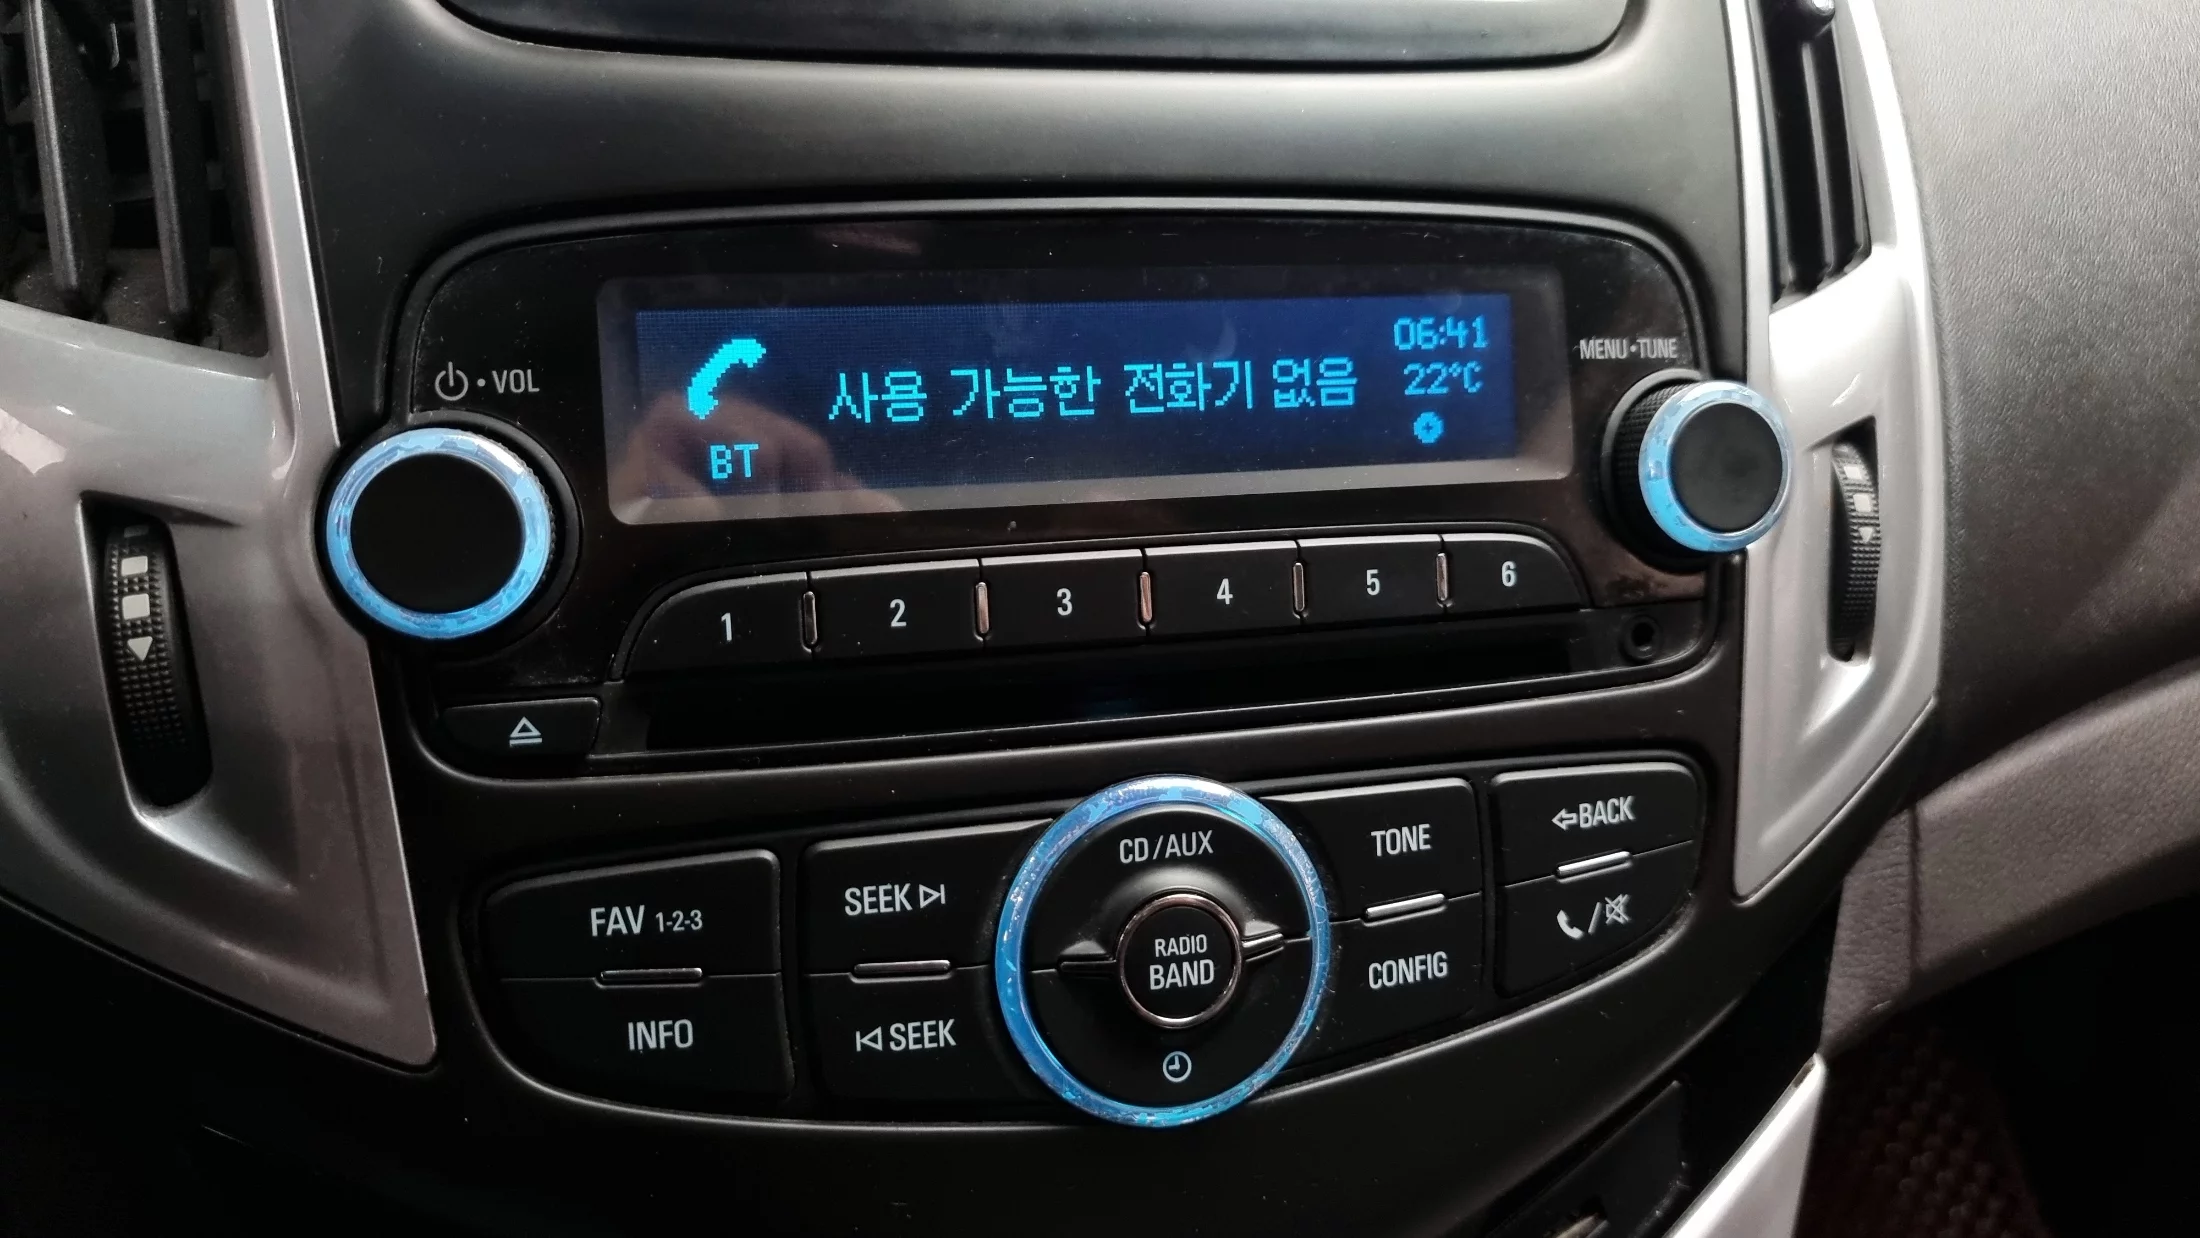 VOL
BT
사용 가능한 전화기 없음
06:41
22°C
MENU•TUNE
1
2
3
4
5
6
FAV 1-2-3
INFO
SEEK
SEEK
CD/AUX
RADIO
BAND
TONE
CONFIG
BACK